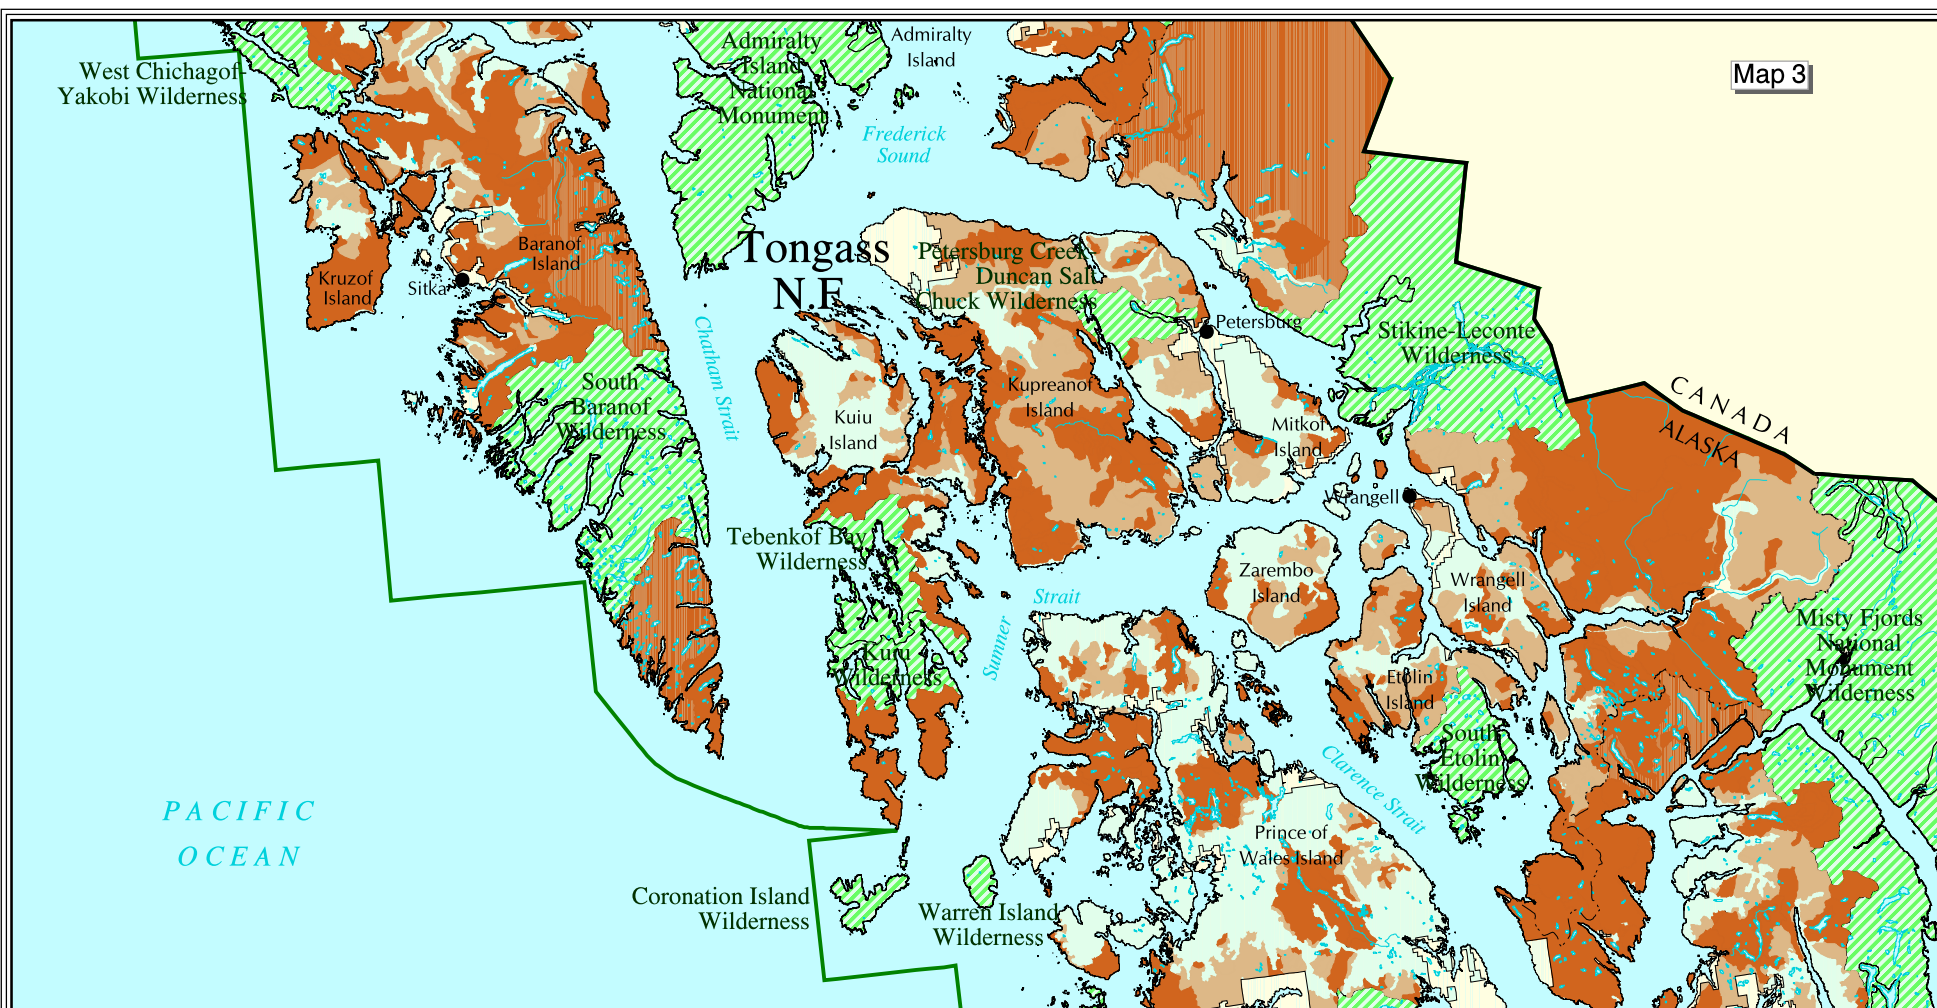 Map 3
West Chichagof-
Yakobi Wilderness
Admiralty
Island
National
Monument
Admiralty
Island
Frederick
Sound
Tongass
N.F.
Petersburg Creek-
Duncan Salt
Chuck Wilderness
Baranof
Island
Kruzof
Island
Sitka
Petersburg
Stikine-Leconte
Wilderness
Chatham Strait
CANADA
ALASKA
South
Baranof
Wilderness
Kuiu
Island
Kupreanof
Island
Mitkof
Island
Wrangell
Tebenkof Bay
Wilderness
Zarembo
Island
Wrangell
Island
Sumner
Strait
Kuiu
Wilderness
Etolin
Island
Misty Fjords
National
Monument
Wilderness
South
Etolin
Wilderness
Clarence Strait
PACIFIC
OCEAN
Prince of
Wales Island
Coronation Island
Wilderness
Warren Island
Wilderness